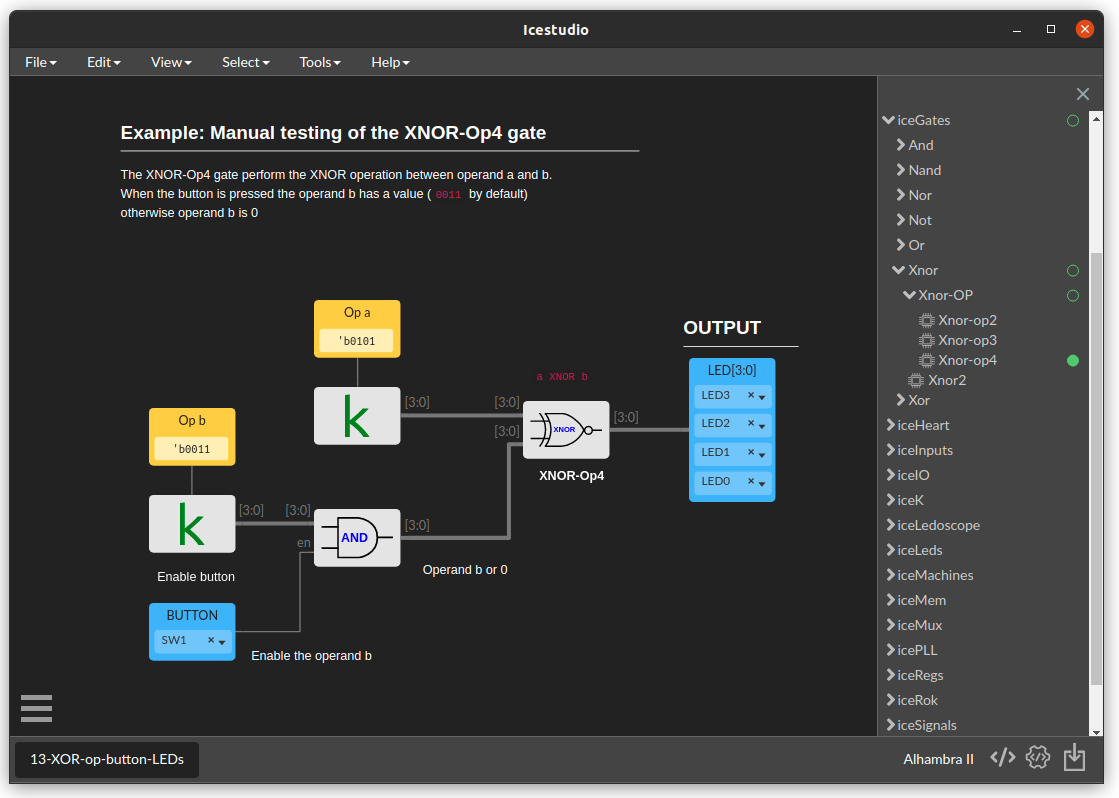 Icestudio
File Edit View Select Tools Help
Example: Manual testing of the XNOR-Op4 gate
The XNOR-Op4 gate perform the XNOR operation between operand a and b.
When the button is pressed the operand b has a value ( 0011 by default)
otherwise operand b is 0
Op a
'b0101
k
[3:0]
[3:0]
[3:0]
a XNOR b
XNOR
[3:0]
XNOR-Op4
OUTPUT
LED[3:0]
LED3 ×
LED2 ×
LED1 ×
LED0 ×
Op b
'b0011
k
[3:0]
[3:0]
en
AND
[3:0]
Enable button
Operand b or 0
BUTTON
SW1 ×
Enable the operand b
iceGates
And
Nand
Nor
Not
Or
Xnor
Xnor-OP
Xnor-op2
Xnor-op3
Xnor-op4
Xnor2
Xor
iceHeart
iceInputs
iceIO
iceK
iceLedoscope
iceLeds
iceMachines
iceMem
iceMux
icePLL
iceRegs
iceRok
iceSignals
13-XOR-op-button-LEDs
Alhambra II